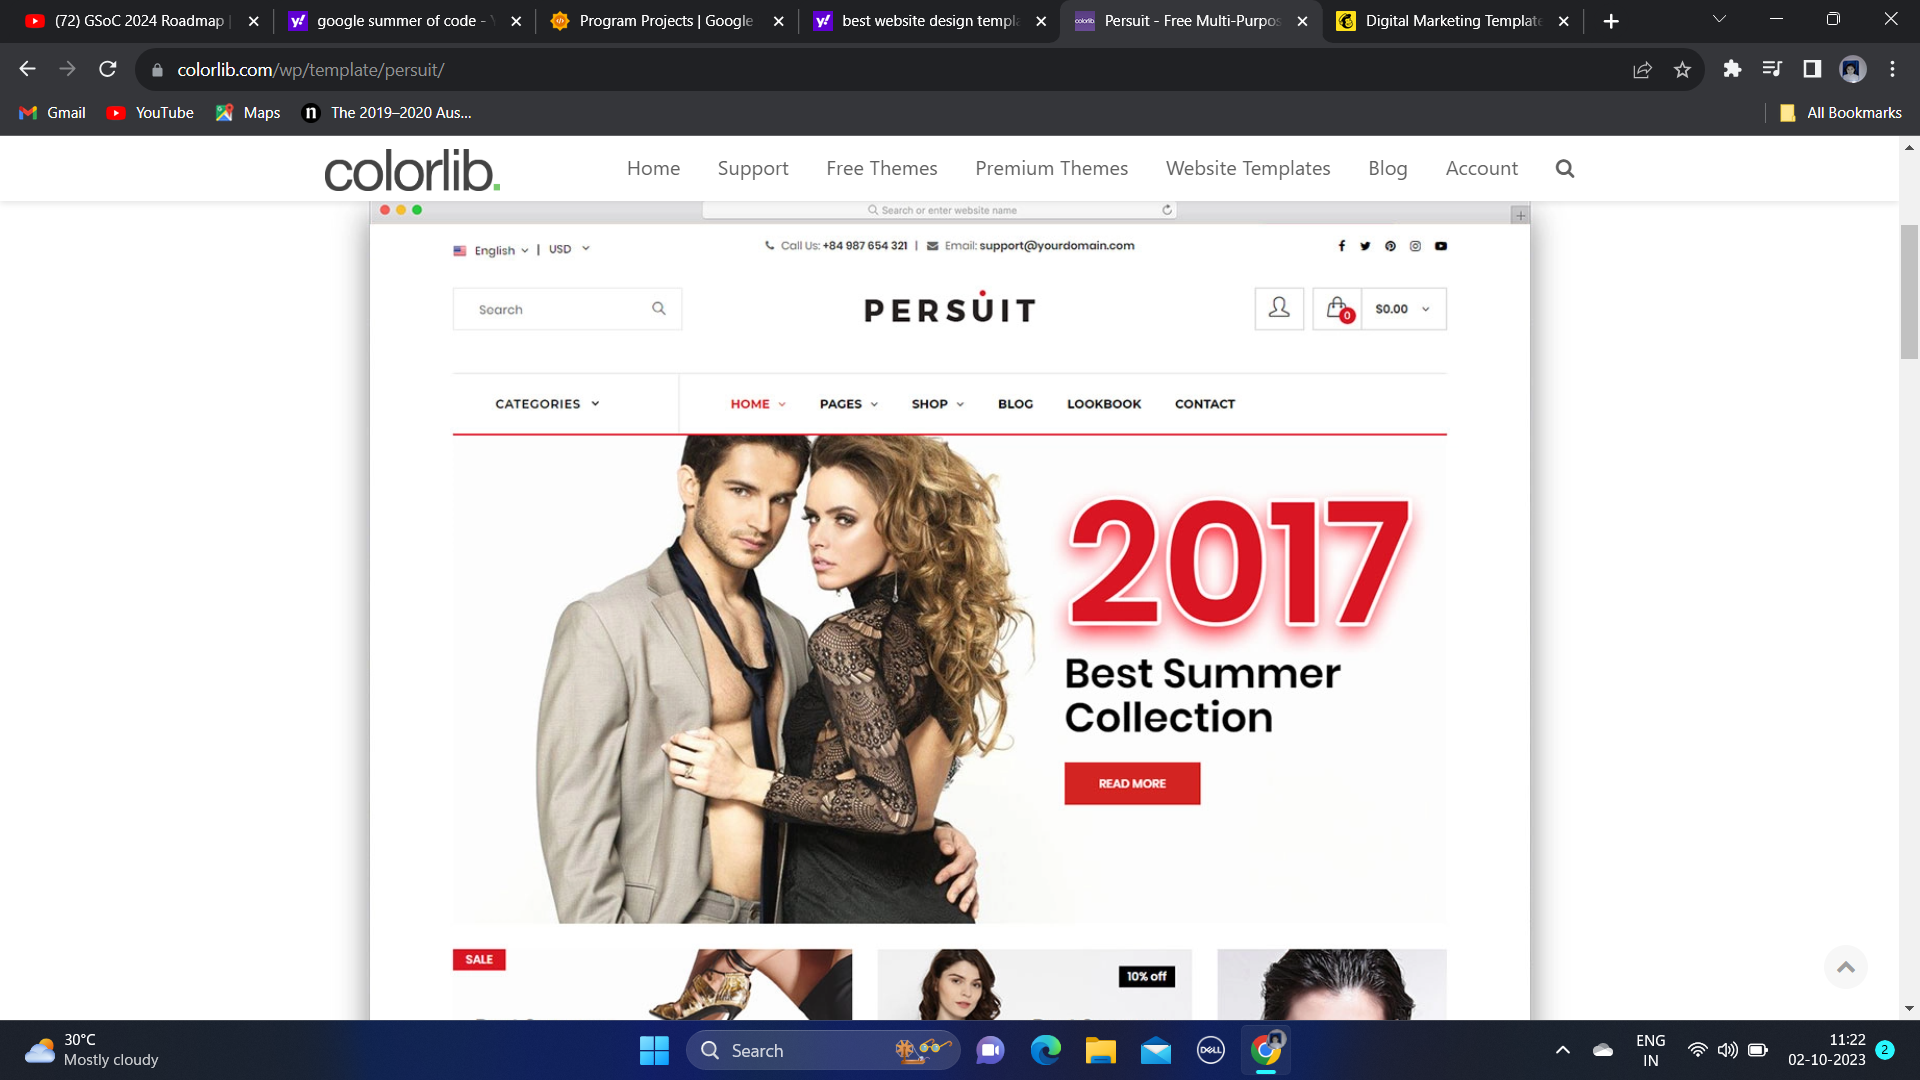 (72) GSoC 2024 Roadmap |
google summer of code -
Program Projects | Google
best website design templa
Persuit - Free Multi-Purpos
Digital Marketing Template
colorlib.com/wp/template/persuit/
Gmail
YouTube
Maps
The 2019–2020 Aus...
All Bookmarks
colorlib.
Home
Support
Free Themes
Premium Themes
Website Templates
Blog
Account
Search or enter website name
English | USD
Call Us: +84 987 654 321 | Email: support@yourdomain.com
Search
PERSUIT
0
$0.00
CATEGORIES
HOME
PAGES
SHOP
BLOG
LOOKBOOK
CONTACT
2017
Best Summer
Collection
READ MORE
SALE
10% off
30°C
Mostly cloudy
Search
DELL
ENG
IN
11:22
02-10-2023
2